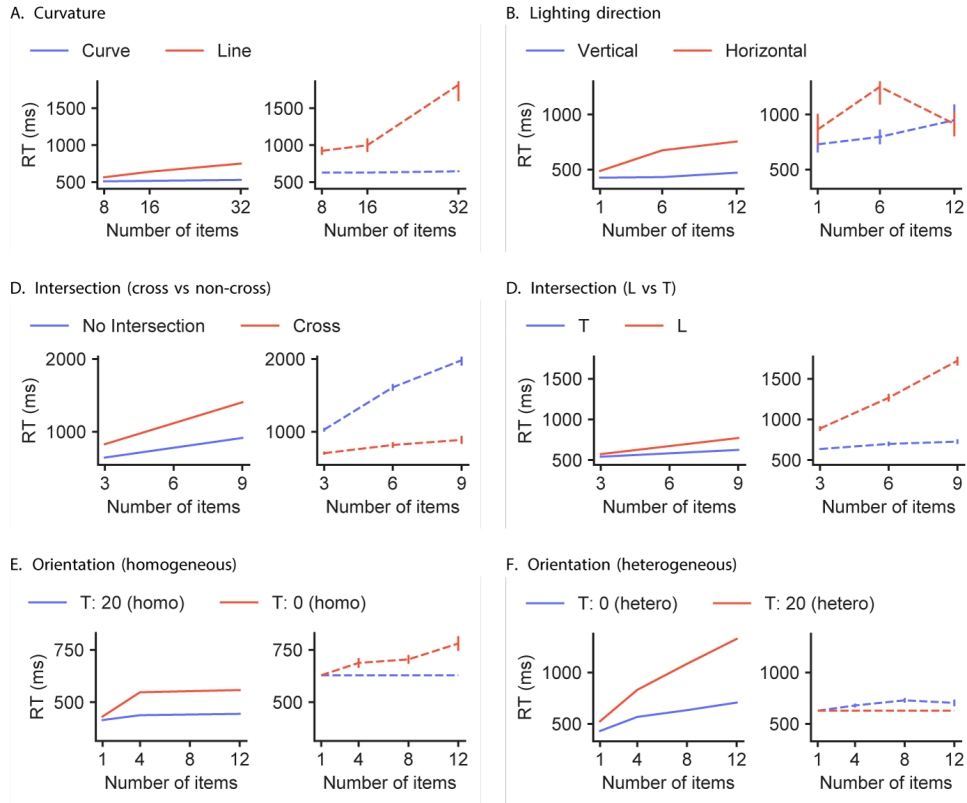 A. Curvature
Curve Line
RT (ms)
1500
1000
500
8 16 32
Number of items
1500
1000
500
8 16 32
Number of items
B. Lighting direction
Vertical Horizontal
RT (ms)
1000
500
1 6 12
Number of items
1000
500
1 6 12
Number of items
D. Intersection (cross vs non-cross)
No Intersection Cross
RT (ms)
2000
1000
3 6 9
Number of items
2000
1000
3 6 9
Number of items
D. Intersection (L vs T)
T L
RT (ms)
1500
1000
500
3 6 9
Number of items
1500
1000
500
3 6 9
Number of items
E. Orientation (homogeneous)
T: 20 (homo) T: 0 (homo)
RT (ms)
750
500
1 4 8 12
Number of items
750
500
1 4 8 12
Number of items
F. Orientation (heterogeneous)
T: 0 (hetero) T: 20 (hetero)
RT (ms)
1000
500
1 4 8 12
Number of items
1000
500
1 4 8 12
Number of items